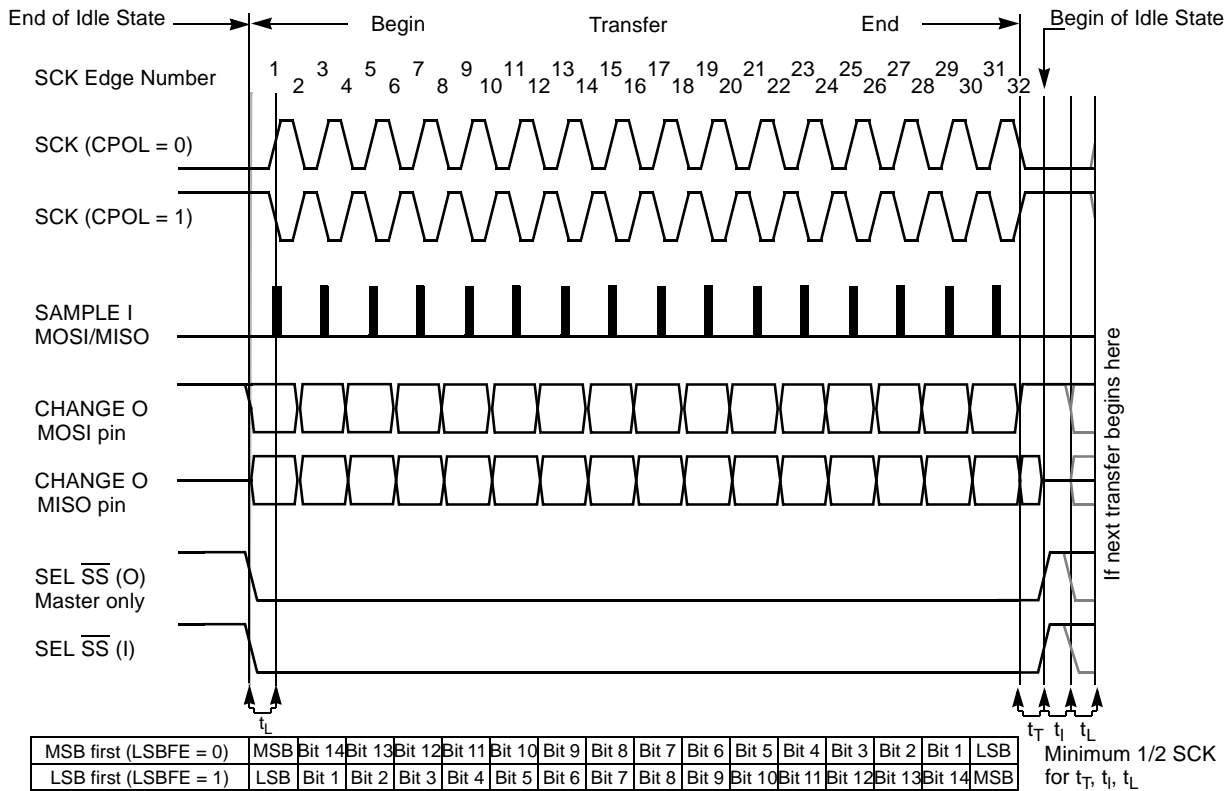 End of Idle State Begin Transfer End Begin of Idle State
SCK Edge Number 1 2 3 4 5 6 7 8 9 10 11 12 13 14 15 16 17 18 19 20 21 22 23 24 25 26 27 28 29 30 31 32
SCK (CPOL = 0)
SCK (CPOL = 1)
SAMPLE I
MOSI/MISO
CHANGE O
MOSI pin
CHANGE O
MISO pin
SEL SS (O)
Master only
SEL SS (I)
If next transfer begins here
tL tT tI tL
MSB first (LSBFE = 0) MSB Bit 14 Bit 13 Bit 12 Bit 11 Bit 10 Bit 9 Bit 8 Bit 7 Bit 6 Bit 5 Bit 4 Bit 3 Bit 2 Bit 1 LSB
LSB first (LSBFE = 1) LSB Bit 1 Bit 2 Bit 3 Bit 4 Bit 5 Bit 6 Bit 7 Bit 8 Bit 9 Bit 10 Bit 11 Bit 12 Bit 13 Bit 14 MSB
Minimum 1/2 SCK
for tT, tI, tL